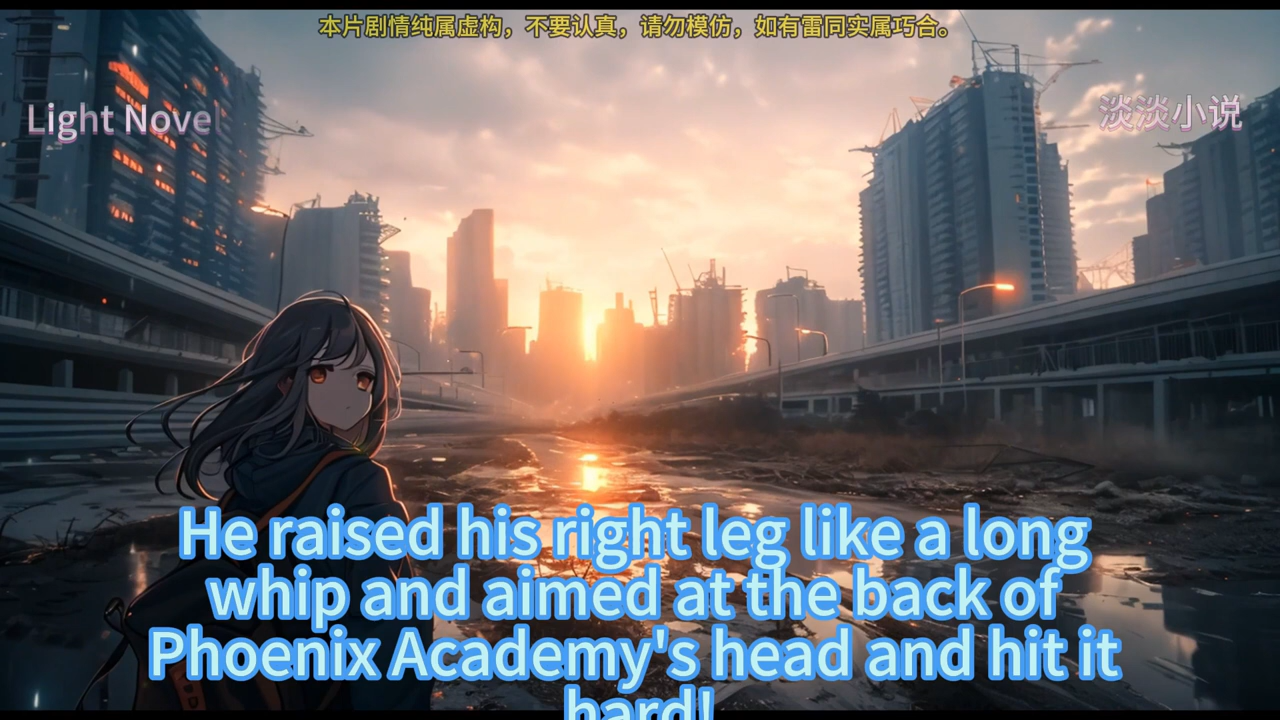 本片剧情纯属虚构，不要认真，请勿模仿，如有雷同实属巧合。
Light Novel
淡淡小说
He raised his right leg like a long
whip and aimed at the back of
Phoenix Academy's head and hit it
hard!